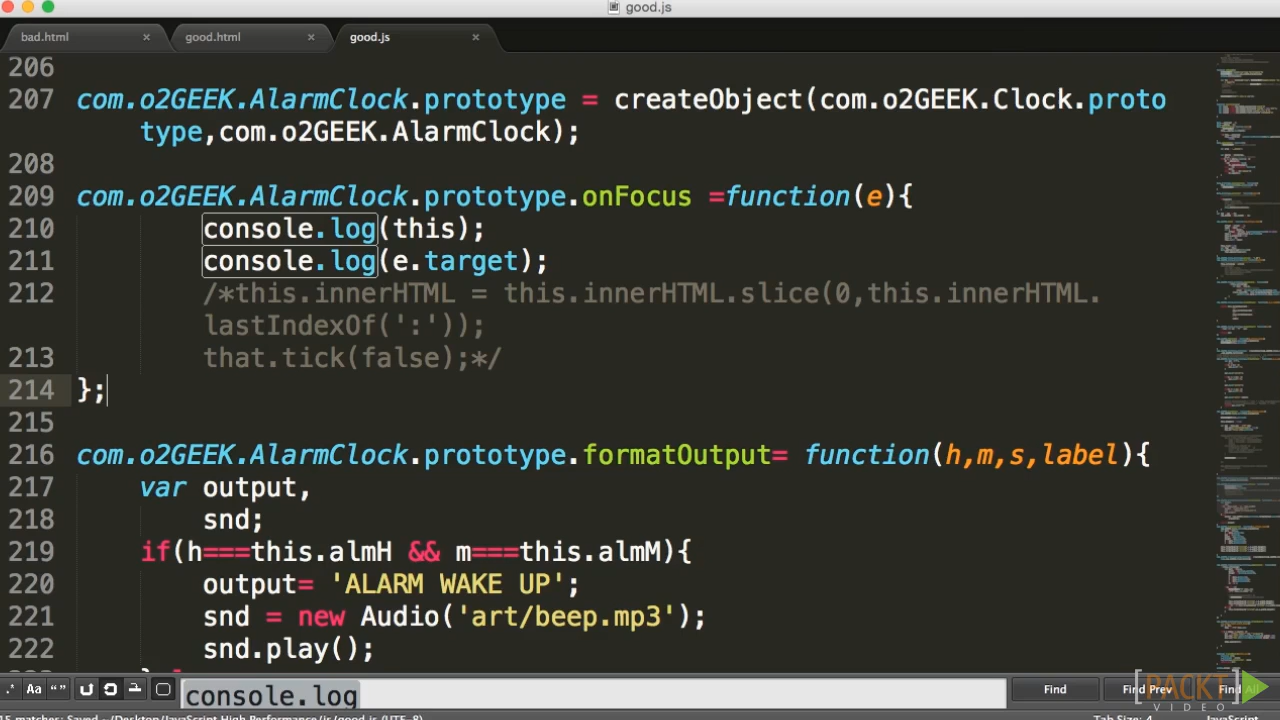 good.js
bad.html
good.html
good.js
206
207 com.o2GEEK.AlarmClock.prototype = createObject(com.o2GEEK.Clock.proto
type,com.o2GEEK.AlarmClock);
208
209 com.o2GEEK.AlarmClock.prototype.onFocus =function(e){
210 console.log(this);
211 console.log(e.target);
212 /*this.innerHTML = this.innerHTML.slice(0,this.innerHTML.
lastIndexOf(':'));
213 that.tick(false);*/
214 };
215
216 com.o2GEEK.AlarmClock.prototype.formatOutput= function(h,m,s,label){
217 var output,
218 snd;
219 if(h===this.almH && m===this.almM){
220 output= 'ALARM WAKE UP';
221 snd = new Audio('art/beep.mp3');
222 snd.play();
.* Aa “”
console.log
Find
Find Prev
Find All
[PACKT]
VIDEO